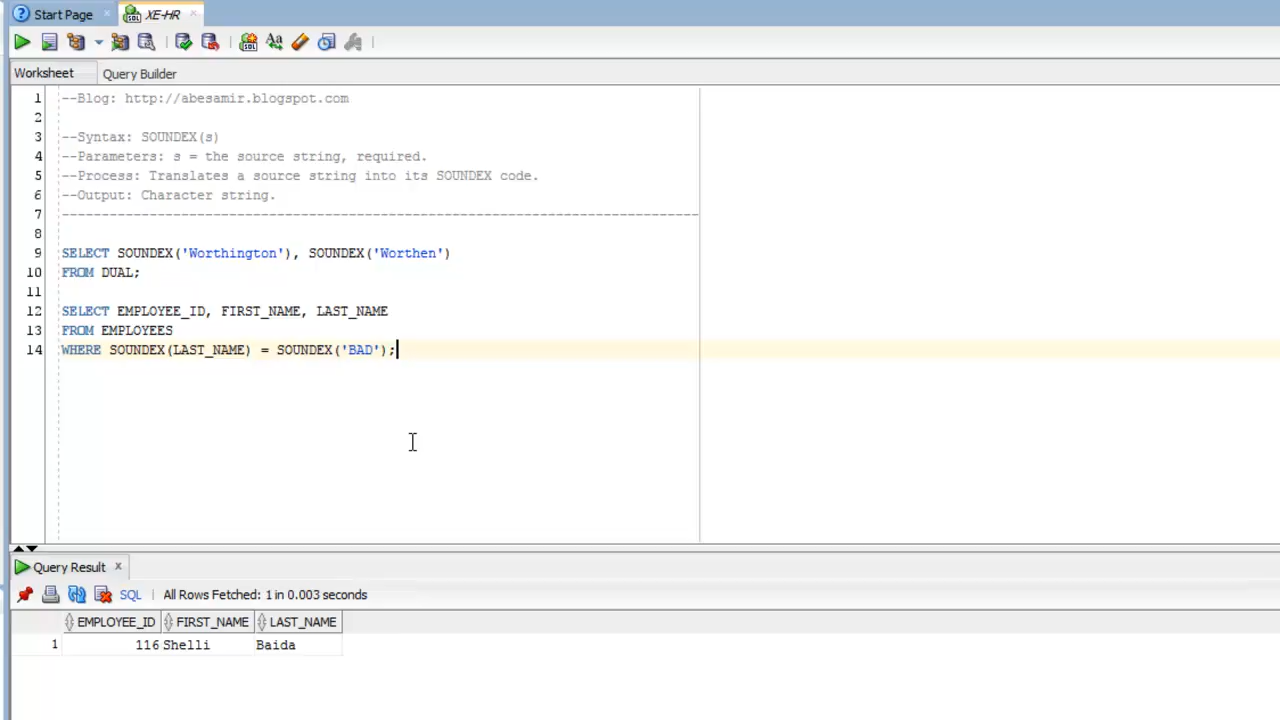 Start Page × XE-HR ×
Worksheet Query Builder
1 --Blog: http://abesamir.blogspot.com
2
3 --Syntax: SOUNDEX(s)
4 --Parameters: s = the source string, required.
5 --Process: Translates a source string into its SOUNDEX code.
6 --Output: Character string.
7 --------------------------------------------------------------------------------
8
9 SELECT SOUNDEX('Worthington'), SOUNDEX('Worthen')
10 FROM DUAL;
11
12 SELECT EMPLOYEE_ID, FIRST_NAME, LAST_NAME
13 FROM EMPLOYEES
14 WHERE SOUNDEX(LAST_NAME) = SOUNDEX('BAD');
Query Result ×
SQL | All Rows Fetched: 1 in 0.003 seconds
EMPLOYEE_ID FIRST_NAME LAST_NAME
1 116 Shelli Baida